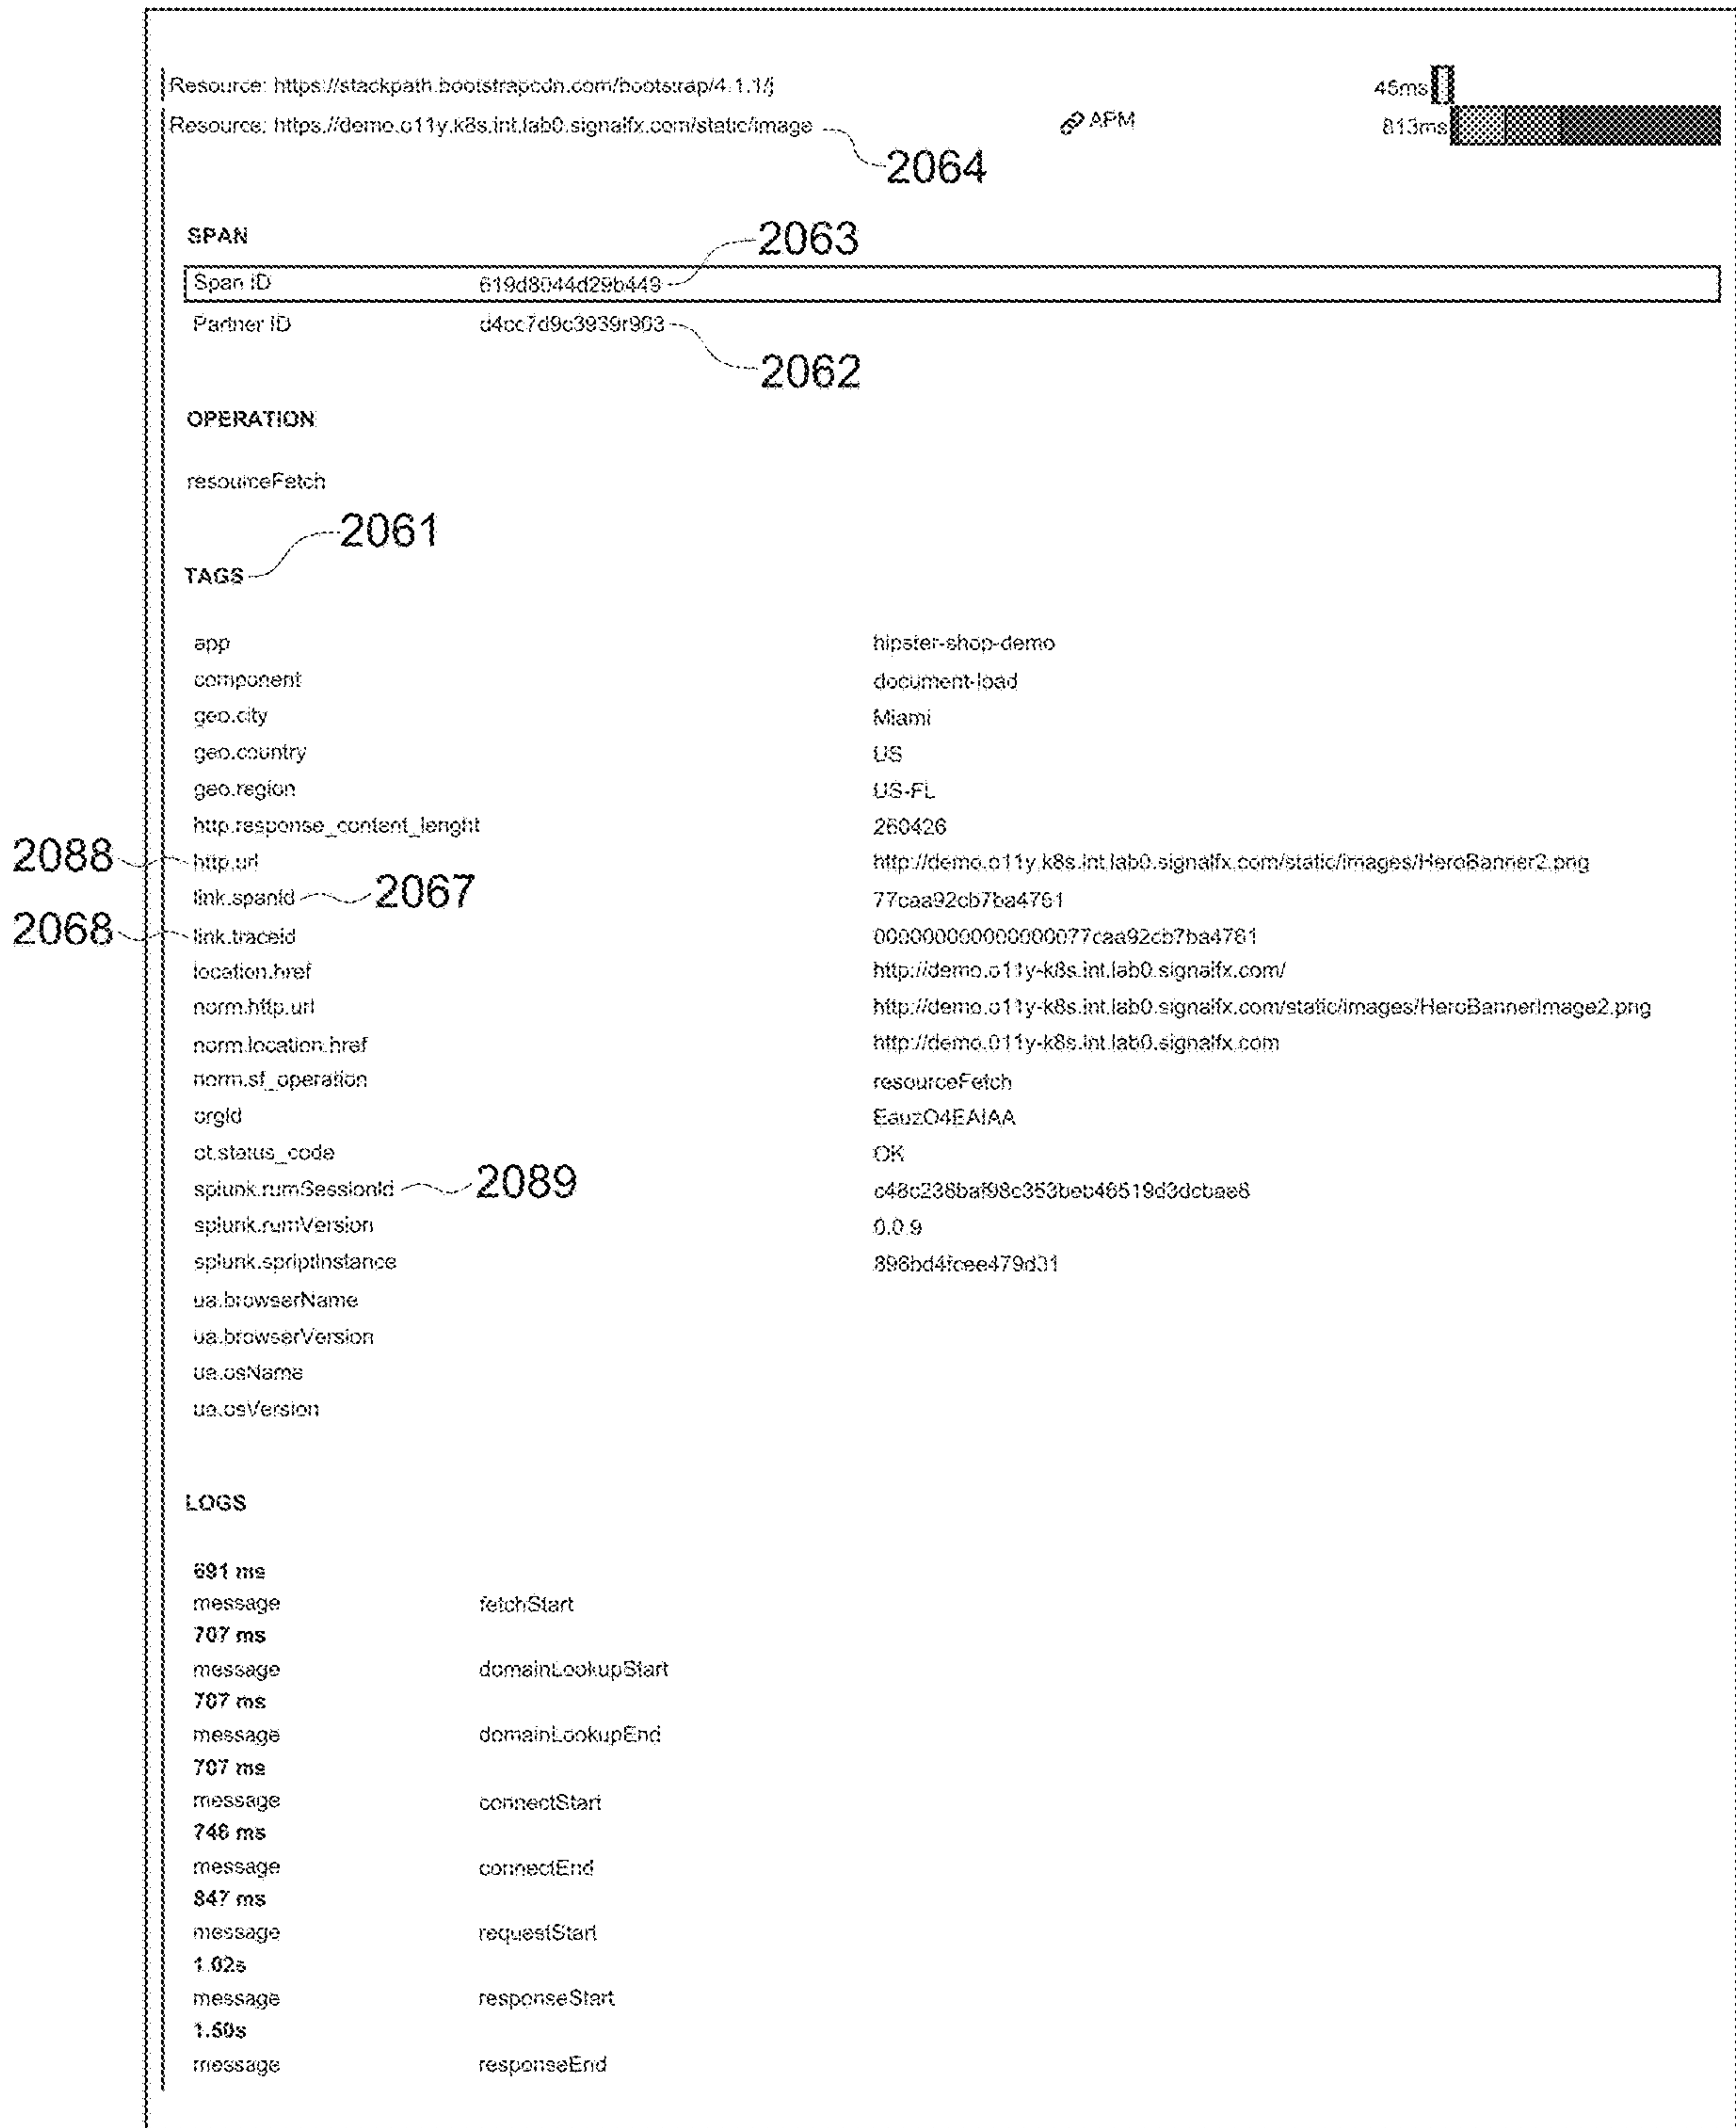 Resource: https://stackpath.bootstrapcdn.com/bootstrap/4.1.1/j 45ms
Resource: https://demo.o11y.k8s.int.lab0.signalfx.com/static/image APM 813ms
2064
SPAN 2063
Span ID 619d8044d29b449
Partner ID d4cc7d9c3939r903
2062
OPERATION
resourceFetch
2061
TAGS
app hipster-shop-demo
component document-load
geo.city Miami
geo.country US
geo.region US-FL
http.response_content_lenght 260426
2088 http.url http://demo.o11y.k8s.int.lab0.signalfx.com/static/images/HeroBanner2.png
link.spanId 2067 77caa92cb7ba4761
2068 link.traceid 000000000000000077caa92cb7ba4761
location.href http://demo.o11y-k8s.int.lab0.signalfx.com/
norm.http.url http://demo.o11y-k8s.int.lab0.signalfx.com/static/images/HeroBannerImage2.png
norm.location.href http://demo.011y-k8s.int.lab0.signalfx.com
norm.sf_operation resourceFetch
orgId EauzO4EAIAA
ot.status_code OK
splunk.rumSessionId 2089 c48c236baf98c353beb46519d3dcbae8
splunk.rumVersion 0.0.9
splunk.spriptInstance 896bd4fcee479d31
ua.browserName
ua.browserVersion
ua.osName
ua.osVersion
LOGS
691 ms
message fetchStart
707 ms
message domainLookupStart
707 ms
message domainLookupEnd
707 ms
message connectStart
746 ms
message connectEnd
847 ms
message requestStart
1.02s
message responseStart
1.50s
message responseEnd